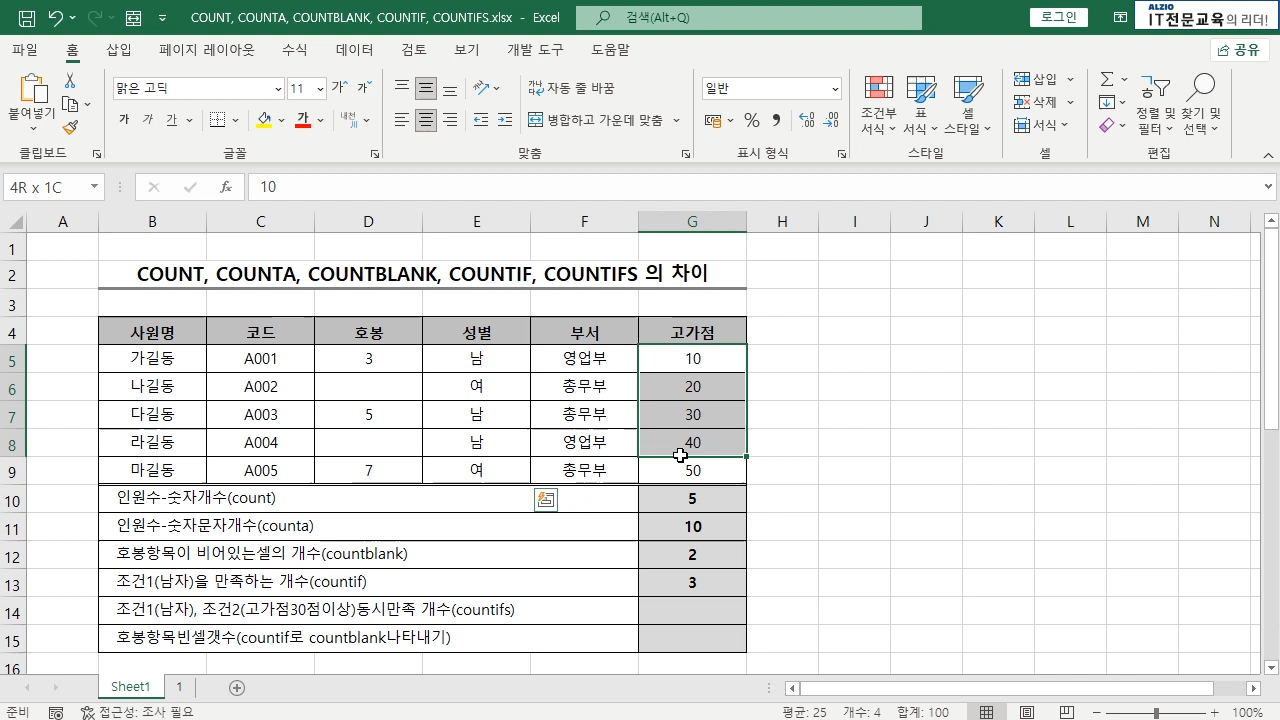 COUNT, COUNTA, COUNTBLANK, COUNTIF, COUNTIFS.xlsx - Excel
검색(Alt+Q)
로그인
ALZIO
IT전문교육의 리더!
파일 홈 삽입 페이지 레이아웃 수식 데이터 검토 보기 개발 도구 도움말 공유
붙여넣기
클립보드
맑은 고딕 11
가 가
가 가 가 가 내천
글꼴
자동 줄 바꿈
병합하고 가운데 맞춤
맞춤
일반
표시 형식
조건부 서식 표 서식 셀 스타일
스타일
삽입
삭제
서식
셀
정렬 및 필터 찾기 및 선택
편집
4R x 1C fx 10
A B C D E F G H I J K L M N
1
2 COUNT, COUNTA, COUNTBLANK, COUNTIF, COUNTIFS 의 차이
3
4 사원명 코드 호봉 성별 부서 고가점
5 가길동 A001 3 남 영업부 10
6 나길동 A002 여 총무부 20
7 다길동 A003 5 남 총무부 30
8 라길동 A004 남 영업부 40
9 마길동 A005 7 여 총무부 50
10 인원수-숫자개수(count) 5
11 인원수-숫자문자개수(counta) 10
12 호봉항목이 비어있는셀의 개수(countblank) 2
13 조건1(남자)을 만족하는 개수(countif) 3
14 조건1(남자), 조건2(고가점30점이상)동시만족 개수(countifs)
15 호봉항목빈셀갯수(countif로 countblank나타내기)
16
Sheet1 1
준비 접근성: 조사 필요 평균: 25 개수: 4 합계: 100 100%